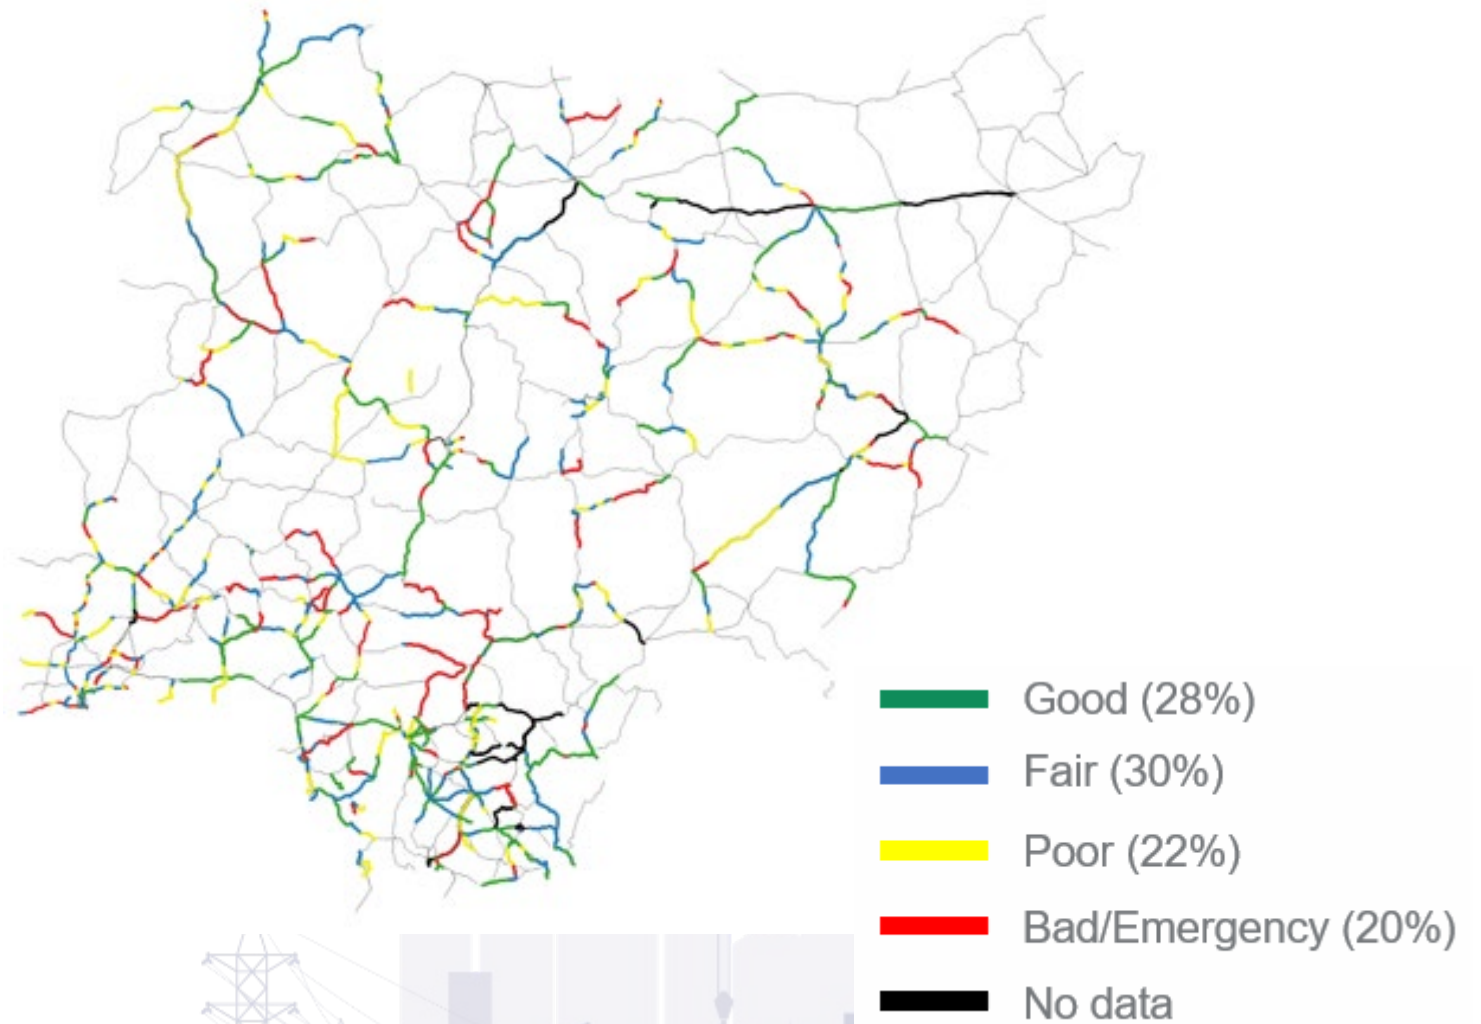 Good (28%)
Fair (30%)
Poor (22%)
Bad/Emergency (20%)
No data